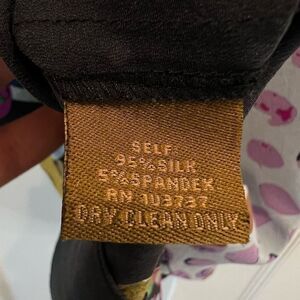 SELF
95% SILK
5% SPANDEX
RN 103737
DRY CLEAN ONLY